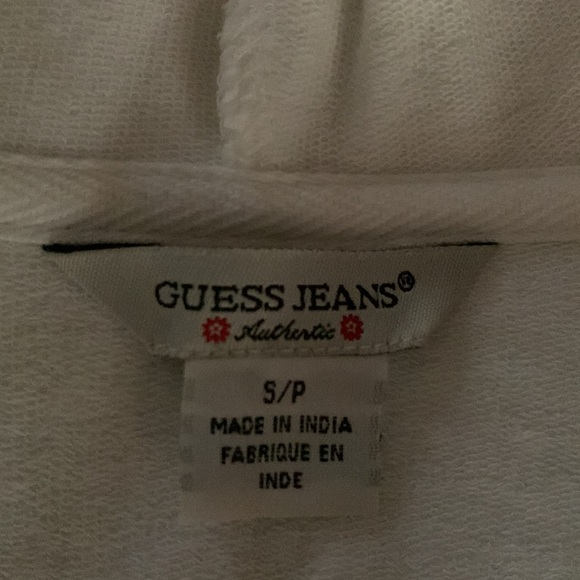 GUESS JEANS®
Authentic
S/P
MADE IN INDIA
FABRIQUE EN
INDE